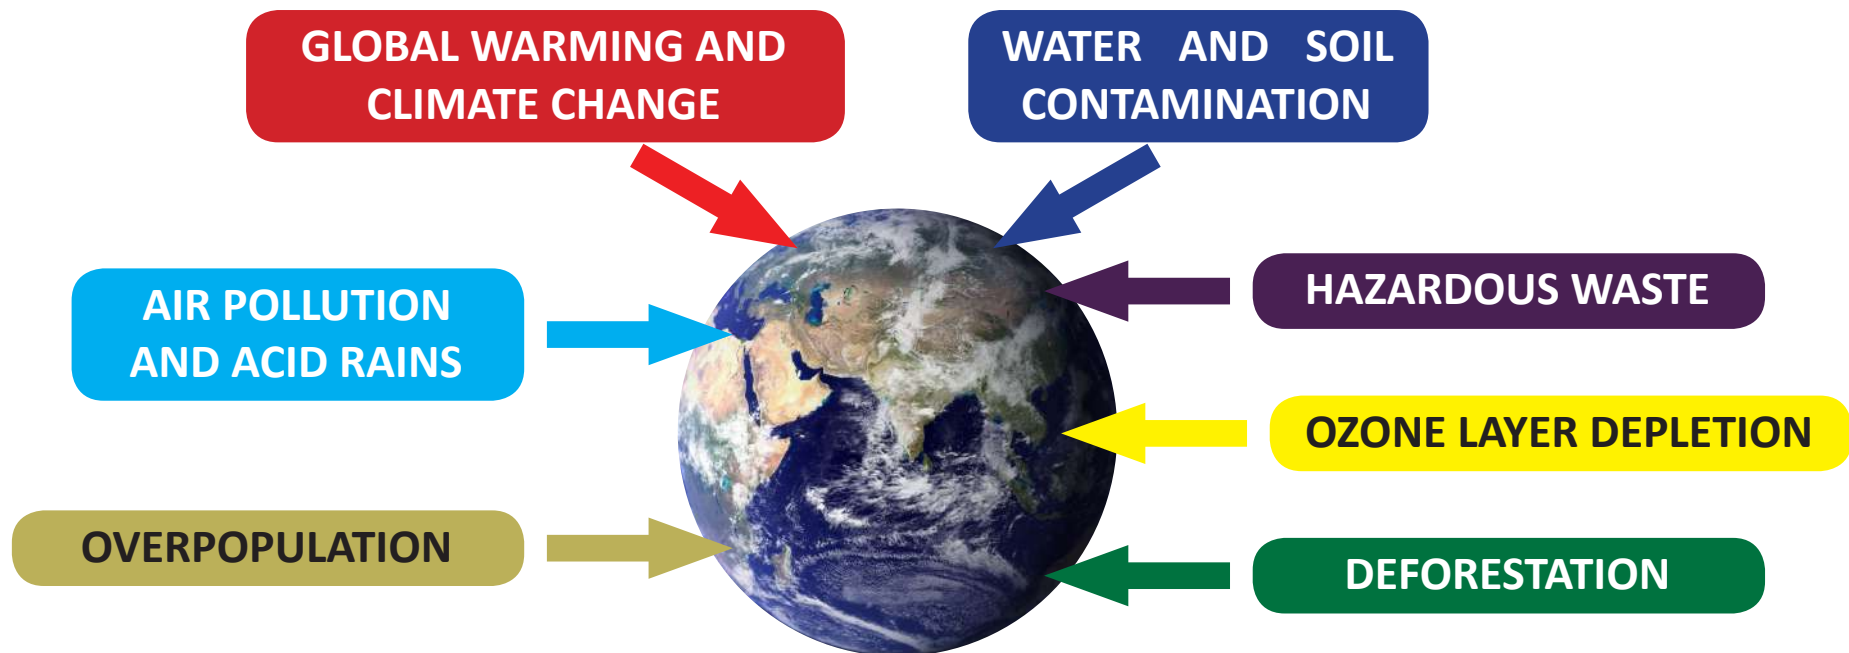 GLOBAL WARMING AND
CLIMATE CHANGE
WATER AND SOIL
CONTAMINATION
AIR POLLUTION
AND ACID RAINS
HAZARDOUS WASTE
OZONE LAYER DEPLETION
OVERPOPULATION
DEFORESTATION